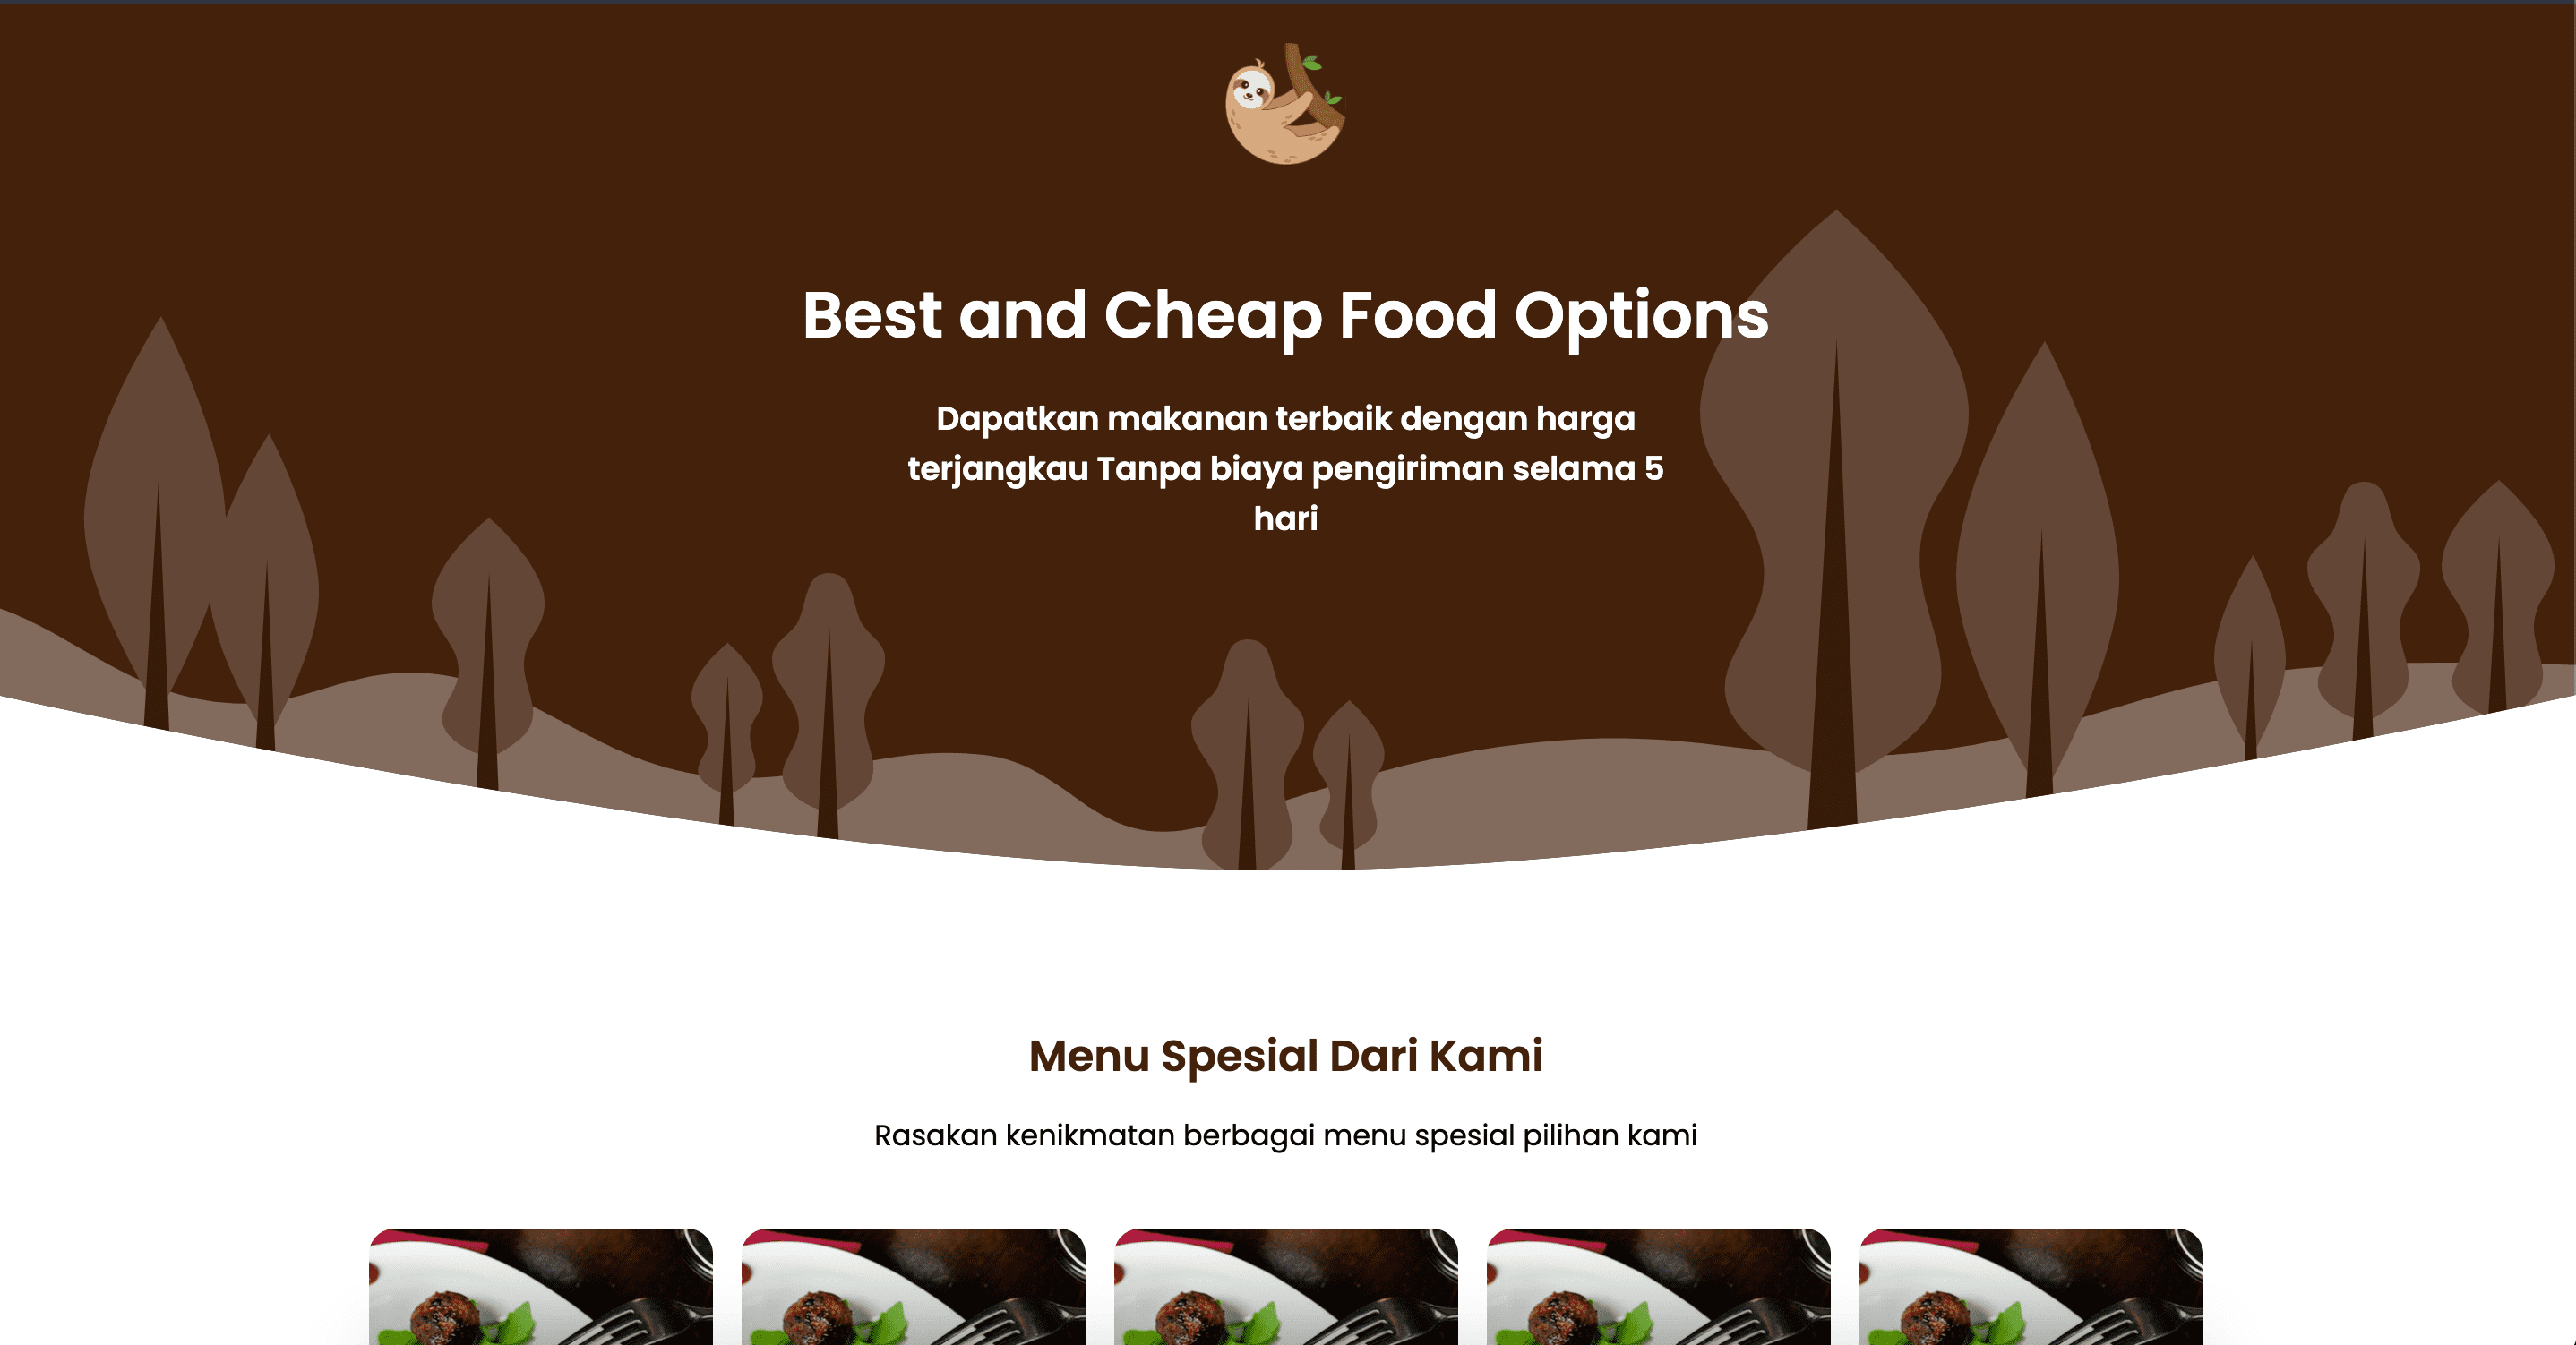 Best and Cheap Food Options
Dapatkan makanan terbaik dengan harga
terjangkau Tanpa biaya pengiriman selama 5
hari
Menu Spesial Dari Kami
Rasakan kenikmatan berbagai menu spesial pilihan kami